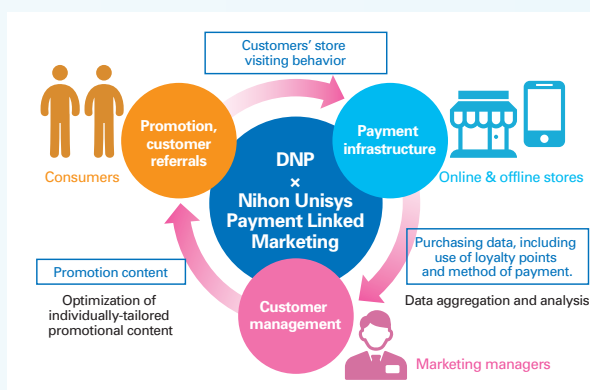 Customers’ store
visiting behavior
Promotion,
customer
referrals
Payment
infrastructure
DNP
×
Nihon Unisys
Payment Linked
Marketing
Consumers
Online & offline stores
Purchasing data, including
use of loyalty points
and method of payment.
Promotion content
Data aggregation and analysis
Optimization of
individually-tailored
promotional content
Customer
management
Marketing managers